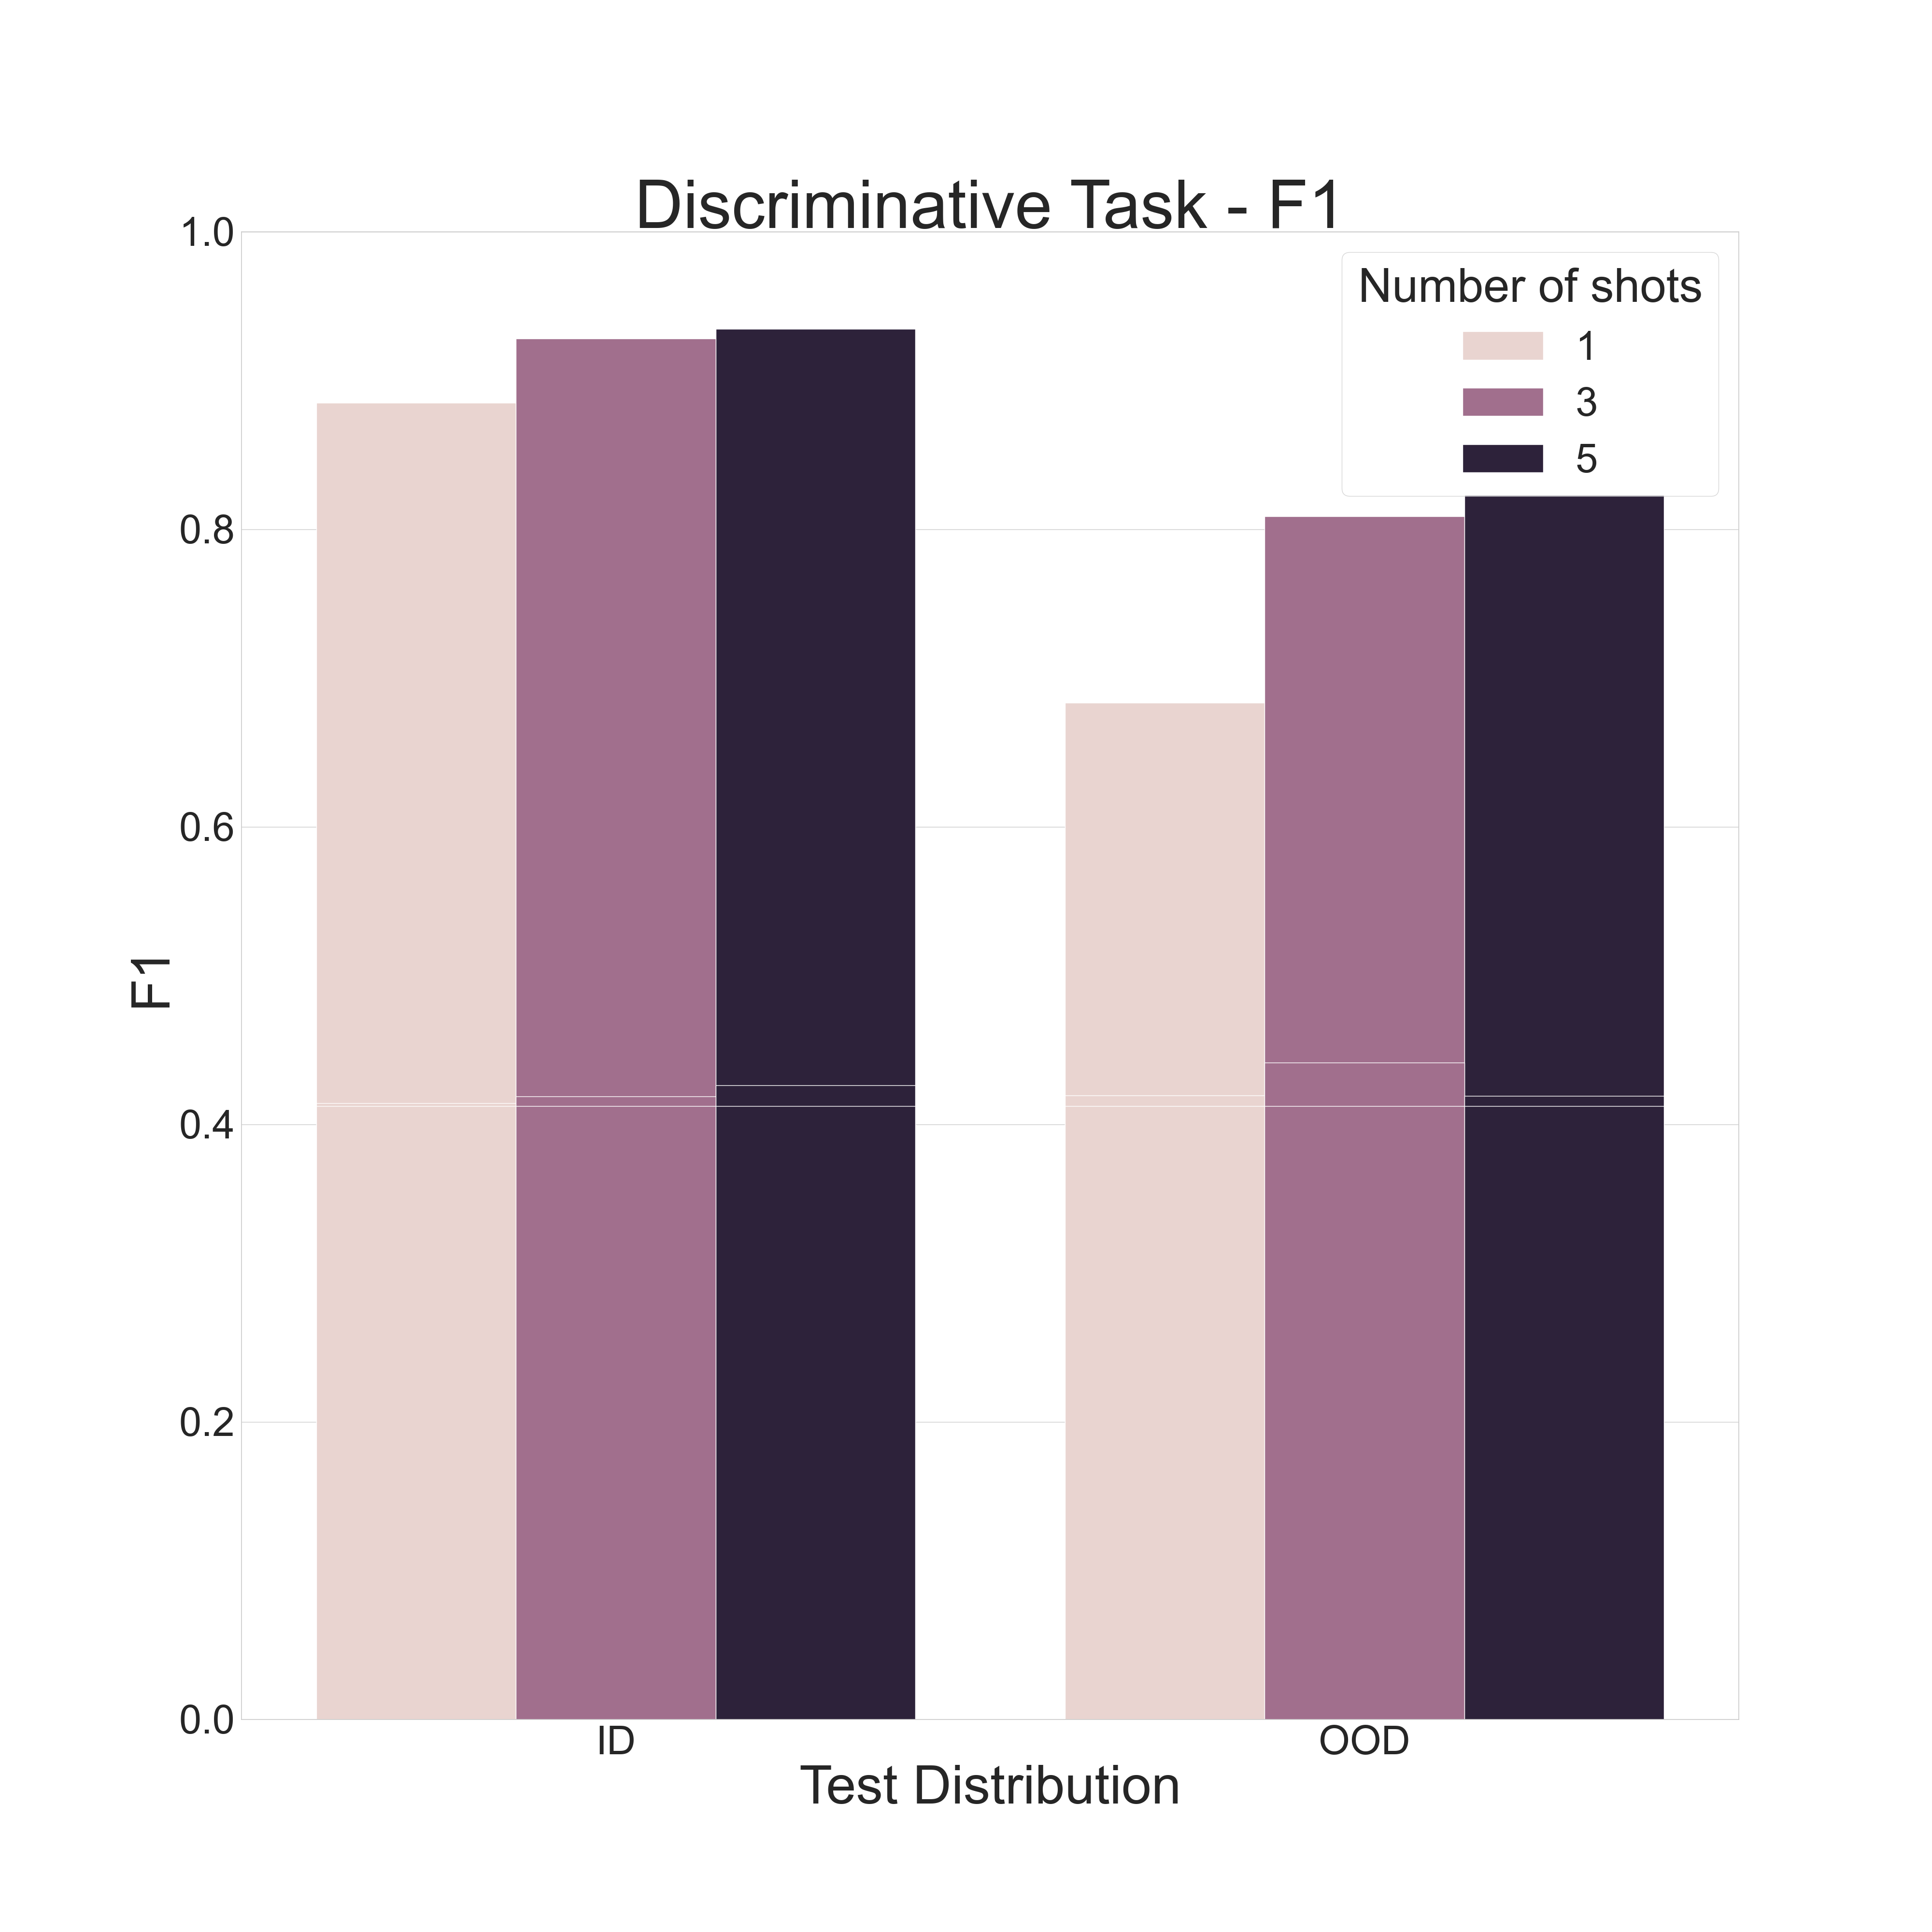 Discriminative Task - F1
1.0
0.8
0.6
0.4
0.2
0.0
F1
Number of shots
1
3
5
ID
OOD
Test Distribution